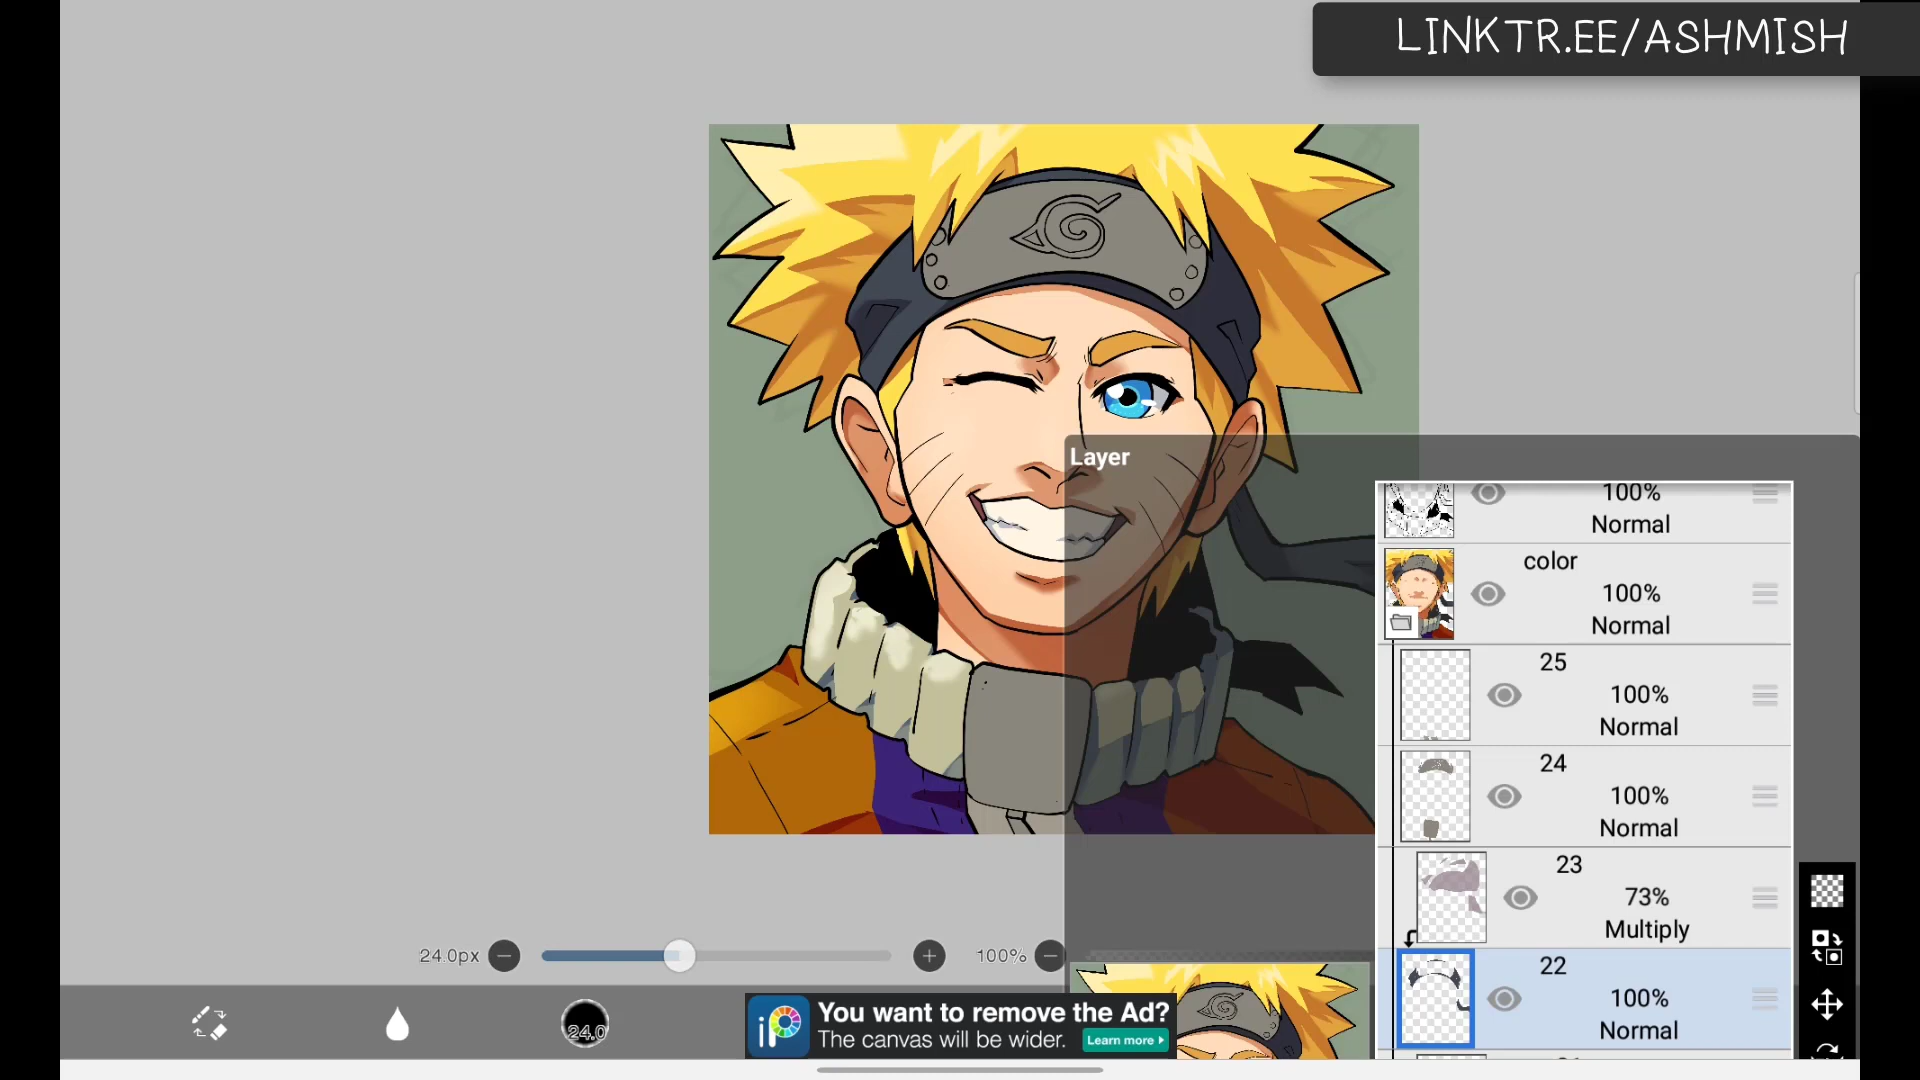 LINKTR.EE/ASHMISH
Layer
100%
Normal
color
100%
Normal
25
100%
Normal
24
100%
Normal
23
73%
Multiply
22
100%
Normal
24.0px
100%
24.0
You want to remove the Ad?
The canvas will be wider.
Learn more